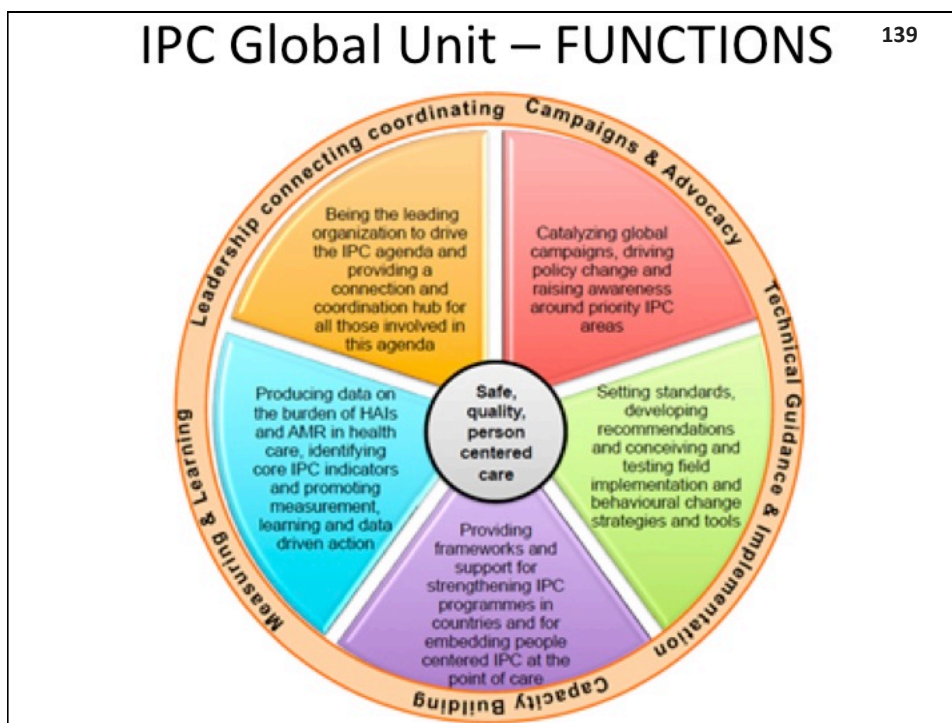 IPC Global Unit – FUNCTIONS
139
Leadership connecting coordinating
Campaigns & Advocacy
Technical Guidance & Implementation
Capacity Building
Measuring & Learning
Being the leading
organization to drive
the IPC agenda and
providing a
connection and
coordination hub for
all those involved in
this agenda
Catalyzing global
campaigns, driving
policy change and
raising awareness
around priority IPC
areas
Setting standards,
developing
recommendations
and conceiving and
testing field
implementation and
behavioural change
strategies and tools
Providing
frameworks and
support for
strengthening IPC
programmes in
countries and for
embedding people
centered IPC at the
point of care
Producing data on
the burden of HAIs
and AMR in health
care, identifying
core IPC indicators
and promoting
measurement,
learning and data
driven action
Safe,
quality,
person
centered
care